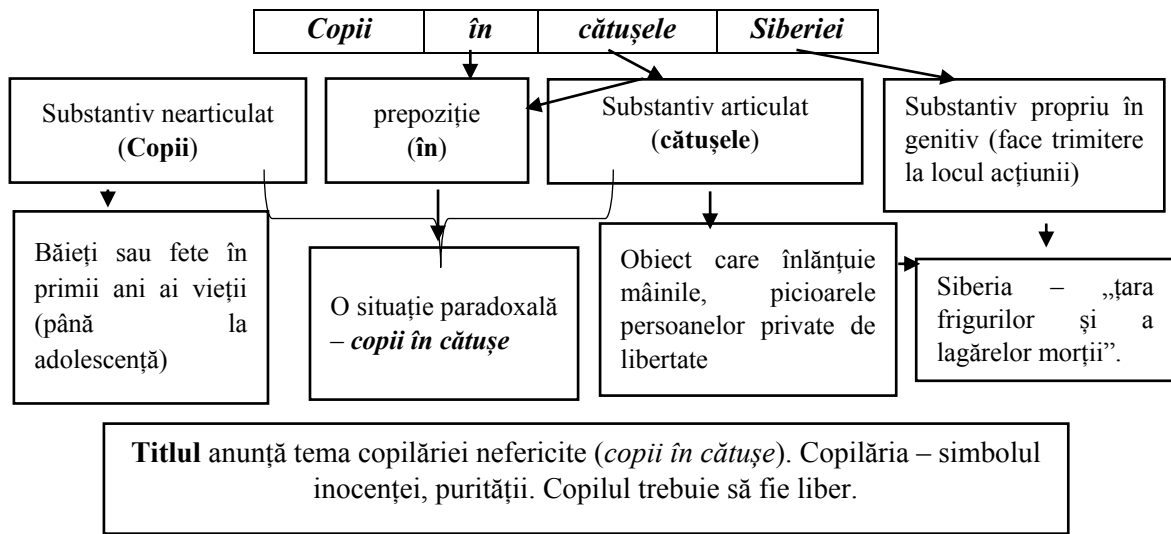 Copii în cătușele Siberiei
Substantiv nearticulat
(Copii)
prepoziție
(în)
Substantiv articulat
(cătușele)
Substantiv propriu în
genitiv (face trimitere
la locul acțiunii)
Băieți sau fete în
primii ani ai vieții
(până la
adolescență)
O situație paradoxală
– copii în cătușe
Obiect care înlănțuie
mâinile, picioarele
persoanelor private de
libertate
Siberia – „țara
frigurilor și a
lagărelor morții”.
Titlul anunță tema copilăriei nefericite (copii în cătușe). Copilăria – simbolul
inocenței, purității. Copilul trebuie să fie liber.